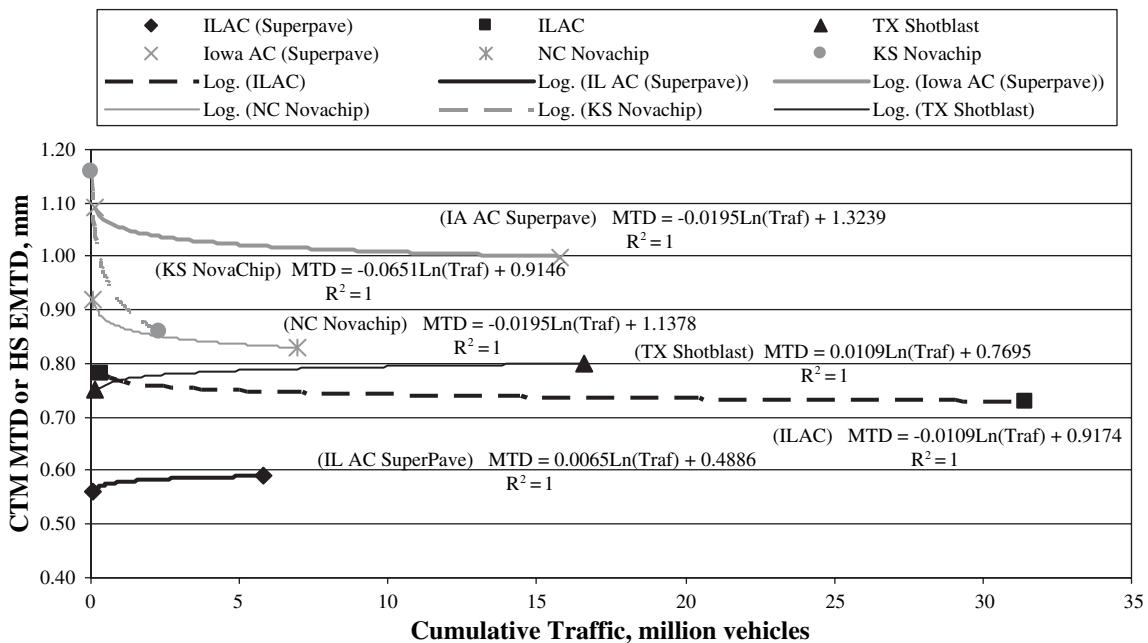 ILAC (Superpave) ILAC TX Shotblast
Iowa AC (Superpave) NC Novachip KS Novachip
Log. (ILAC) Log. (IL AC (Superpave)) Log. (Iowa AC (Superpave))
Log. (NC Novachip) Log. (KS Novachip) Log. (TX Shotblast)
CTM MTD or HS EMTD, mm
1.20
1.10
1.00
0.90
0.80
0.70
0.60
0.50
0.40
(IA AC Superpave) MTD = -0.0195Ln(Traf) + 1.3239
R² = 1
(KS NovaChip) MTD = -0.0651Ln(Traf) + 0.9146
R² = 1
(NC Novachip) MTD = -0.0195Ln(Traf) + 1.1378
R² = 1
(TX Shotblast) MTD = 0.0109Ln(Traf) + 0.7695
R² = 1
(ILAC) MTD = -0.0109Ln(Traf) + 0.9174
R² = 1
(IL AC SuperPave) MTD = 0.0065Ln(Traf) + 0.4886
R² = 1
0 5 10 15 20 25 30 35
Cumulative Traffic, million vehicles